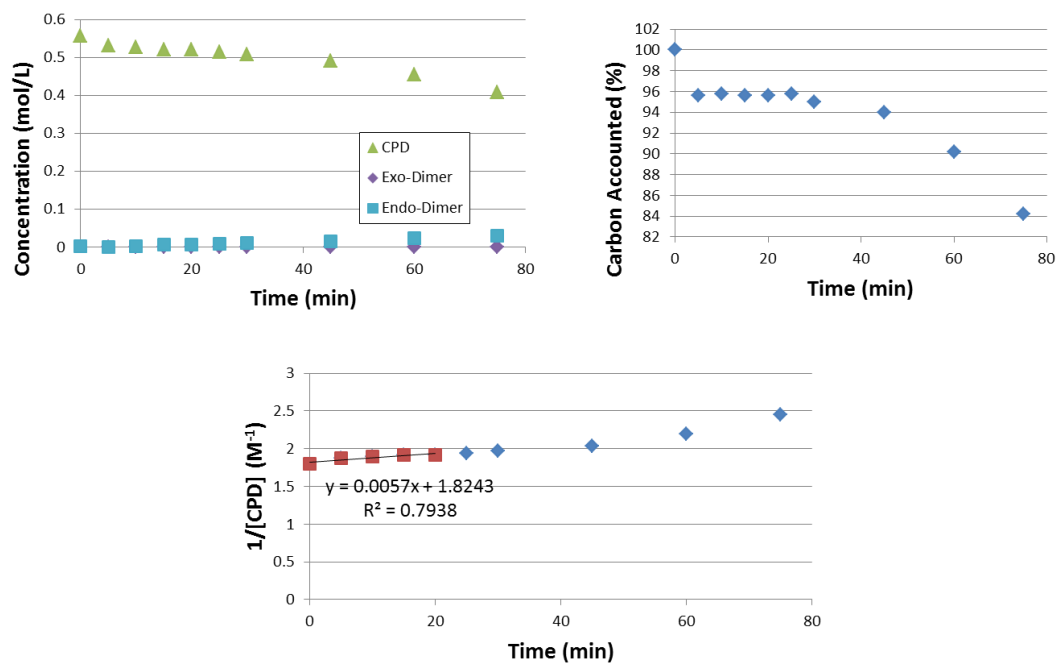 Concentration (mol/L)
0.6
0.5
0.4
0.3
0.2
0.1
0
CPD
Exo-Dimer
Endo-Dimer
0 20 40 60 80
Time (min)
Carbon Accounted (%)
102
100
98
96
94
92
90
88
86
84
82
0 20 40 60 80
Time (min)
1/[CPD] (M⁻¹)
3
2.5
2
1.5
1
0.5
0
y = 0.0057x + 1.8243
R² = 0.7938
0 20 40 60 80
Time (min)